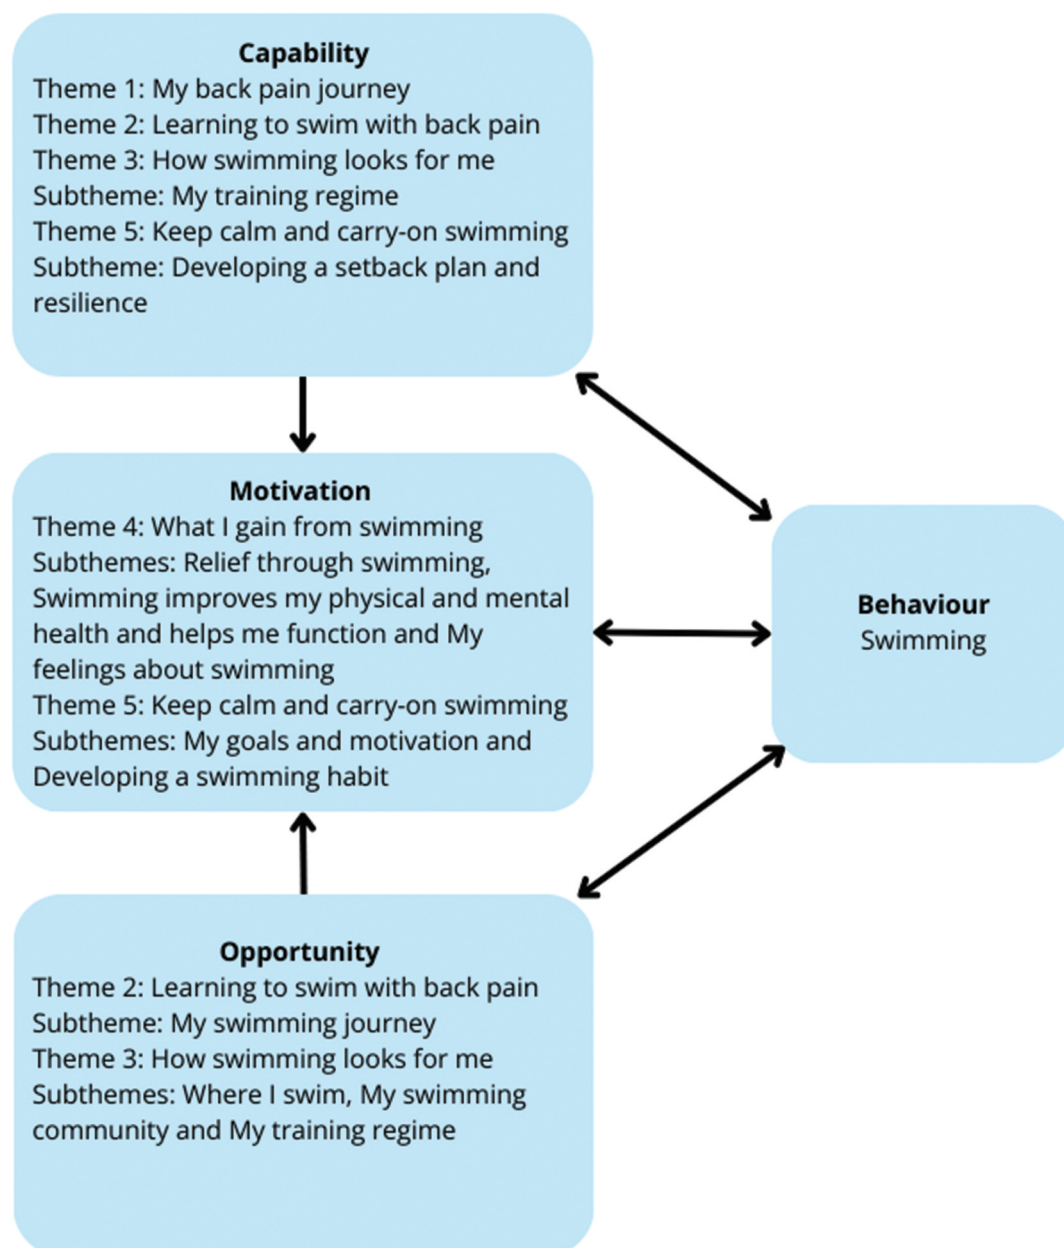 Capability
Theme 1: My back pain journey
Theme 2: Learning to swim with back pain
Theme 3: How swimming looks for me
Subtheme: My training regime
Theme 5: Keep calm and carry-on swimming
Subtheme: Developing a setback plan and
resilience
Motivation
Theme 4: What I gain from swimming
Subthemes: Relief through swimming,
Swimming improves my physical and mental
health and helps me function and My
feelings about swimming
Theme 5: Keep calm and carry-on swimming
Subthemes: My goals and motivation and
Developing a swimming habit
Behaviour
Swimming
Opportunity
Theme 2: Learning to swim with back pain
Subtheme: My swimming journey
Theme 3: How swimming looks for me
Subthemes: Where I swim, My swimming
community and My training regime